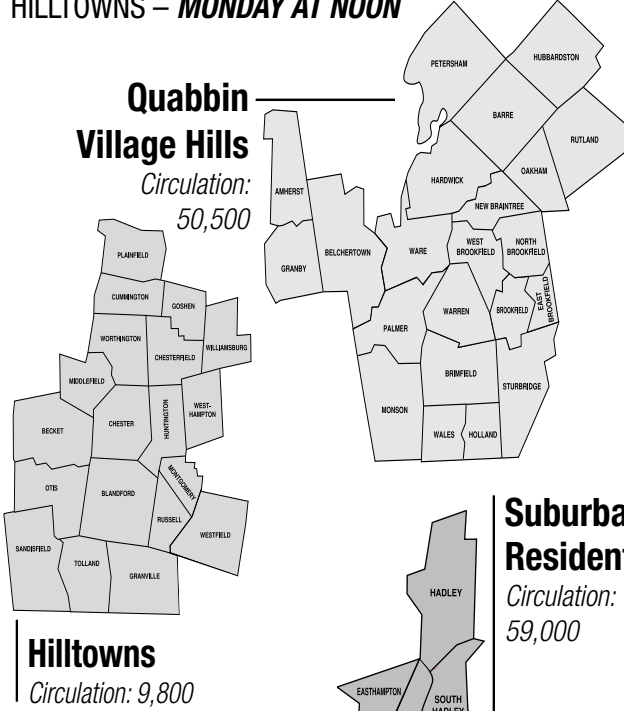 HILLTOWNS – MONDAY AT NOON
Quabbin
Village Hills
Circulation:
50,500
PETERSHAM
HUBBARDSTON
BARRE
RUTLAND
HARDWICK
OAKHAM
AMHERST
NEW BRAINTREE
BELCHERTOWN
WARE
WEST
BROOKFIELD
NORTH
BROOKFIELD
GRANBY
PALMER
WARREN
BROOKFIELD
EAST
BROOKFIELD
BRIMFIELD
STURBRIDGE
MONSON
WALES
HOLLAND
PLAINFIELD
CUMMINGTON
GOSHEN
WORTHINGTON
CHESTERFIELD
WILLIAMSBURG
MIDDLEFIELD
BECKET
CHESTER
HUNTINGTON
WEST-
HAMPTON
OTIS
BLANDFORD
MONTGOMERY
RUSSELL
WESTFIELD
SANDISFIELD
TOLLAND
GRANVILLE
Hilltowns
Circulation: 9,800
Suburba
Resident
Circulation:
59,000
HADLEY
EASTHAMPTON
SOUTH
HADLEY